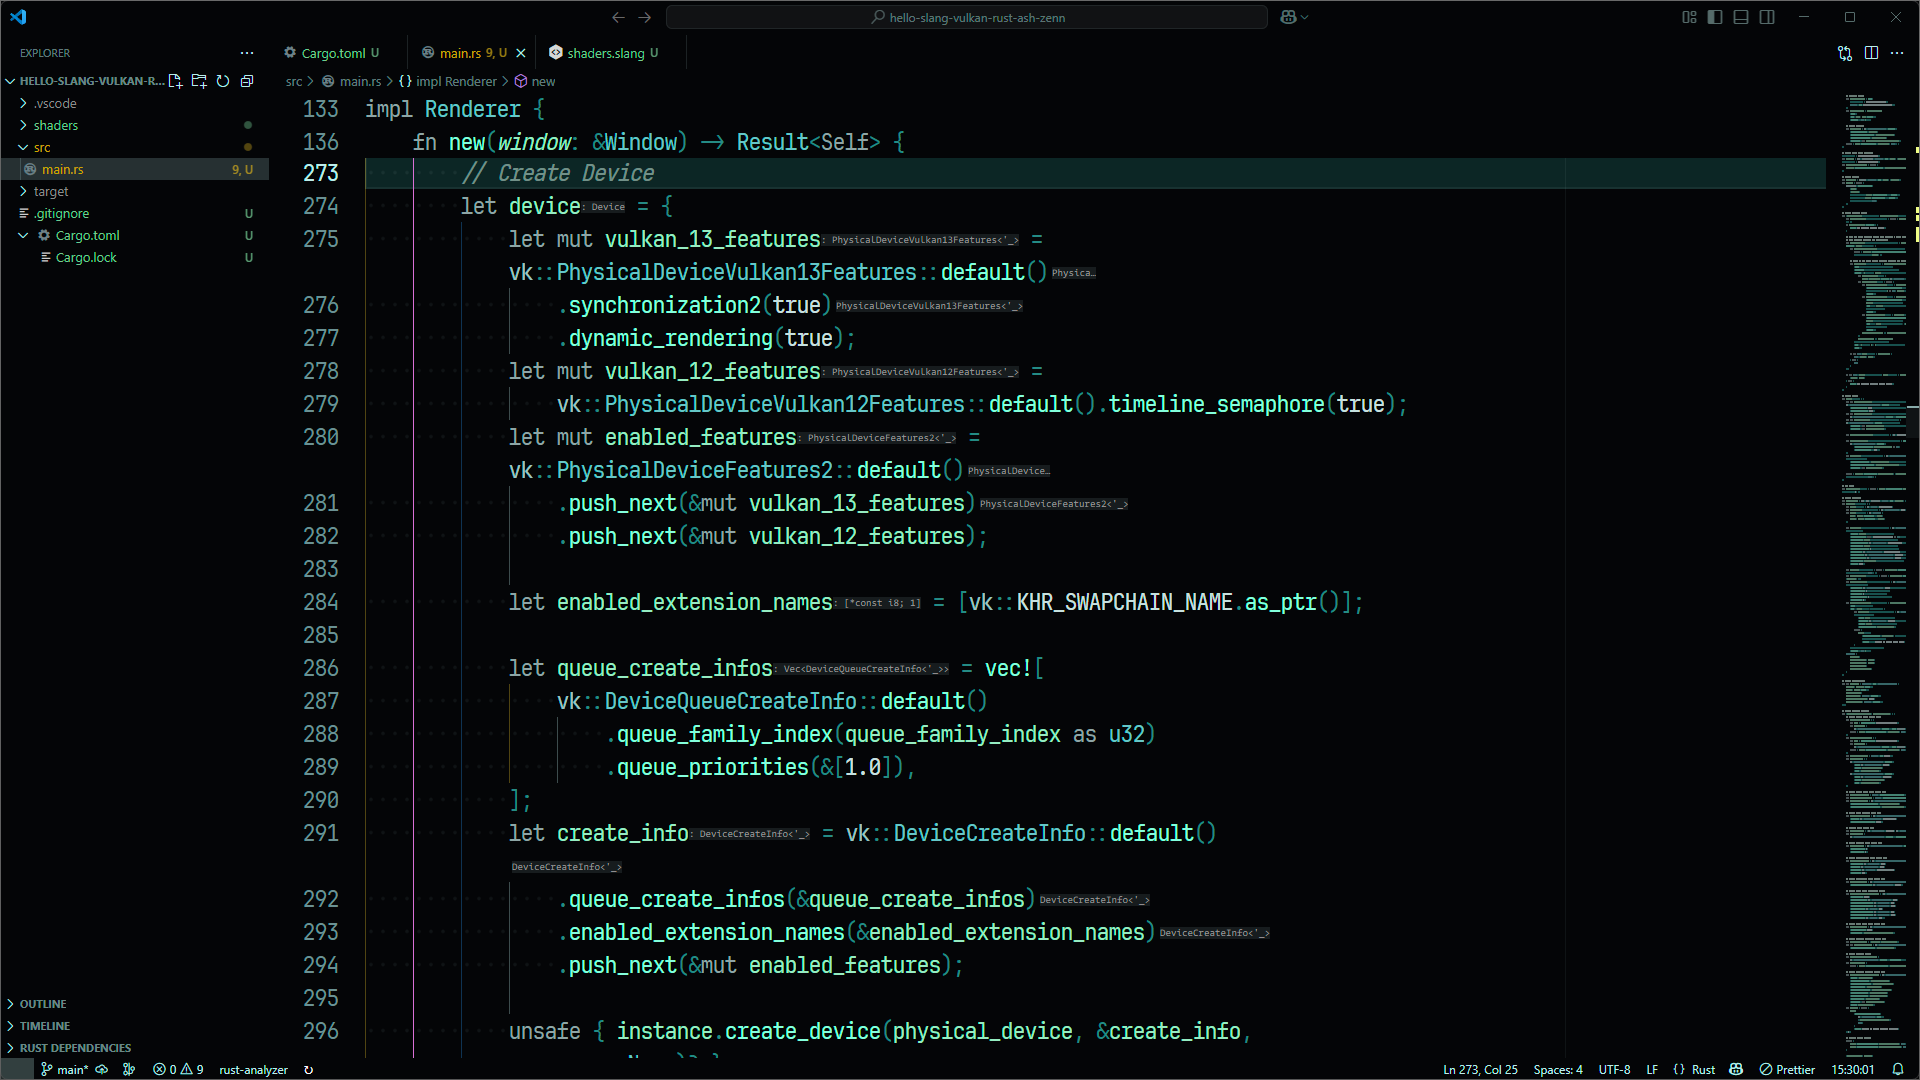 hello-slang-vulkan-rust-ash-zenn
EXPLORER
Cargo.toml U
main.rs 9, U
shaders.slang U
HELLO-SLANG-VULKAN-R...
src > main.rs > {} impl Renderer > new
.vscode
shaders
src
main.rs 9, U
target
.gitignore U
Cargo.toml U
Cargo.lock U
133 impl Renderer {
136 fn new(window: &Window) -> Result<Self> {
273 // Create Device
274 let device: Device = {
275 let mut vulkan_13_features: PhysicalDeviceVulkan13Features<'_> =
vk::PhysicalDeviceVulkan13Features::default() Physica…
276 .synchronization2(true) PhysicalDeviceVulkan13Features<'_>
277 .dynamic_rendering(true);
278 let mut vulkan_12_features: PhysicalDeviceVulkan12Features<'_> =
279 vk::PhysicalDeviceVulkan12Features::default().timeline_semaphore(true);
280 let mut enabled_features: PhysicalDeviceFeatures2<'_> =
vk::PhysicalDeviceFeatures2::default() PhysicalDevice…
281 .push_next(&mut vulkan_13_features) PhysicalDeviceFeatures2<'_>
282 .push_next(&mut vulkan_12_features);
283
284 let enabled_extension_names: [*const i8; 1] = [vk::KHR_SWAPCHAIN_NAME.as_ptr()];
285
286 let queue_create_infos: Vec<DeviceQueueCreateInfo<'_>> = vec![
287 vk::DeviceQueueCreateInfo::default()
288 .queue_family_index(queue_family_index as u32)
289 .queue_priorities(&[1.0]),
290 ];
291 let create_info: DeviceCreateInfo<'_> = vk::DeviceCreateInfo::default()
DeviceCreateInfo<'_>
292 .queue_create_infos(&queue_create_infos) DeviceCreateInfo<'_>
293 .enabled_extension_names(&enabled_extension_names) DeviceCreateInfo<'_>
294 .push_next(&mut enabled_features);
295
296 unsafe { instance.create_device(physical_device, &create_info,
OUTLINE
TIMELINE
RUST DEPENDENCIES
main* 0 9 rust-analyzer
Ln 273, Col 25 Spaces: 4 UTF-8 LF {} Rust Prettier 15:30:01